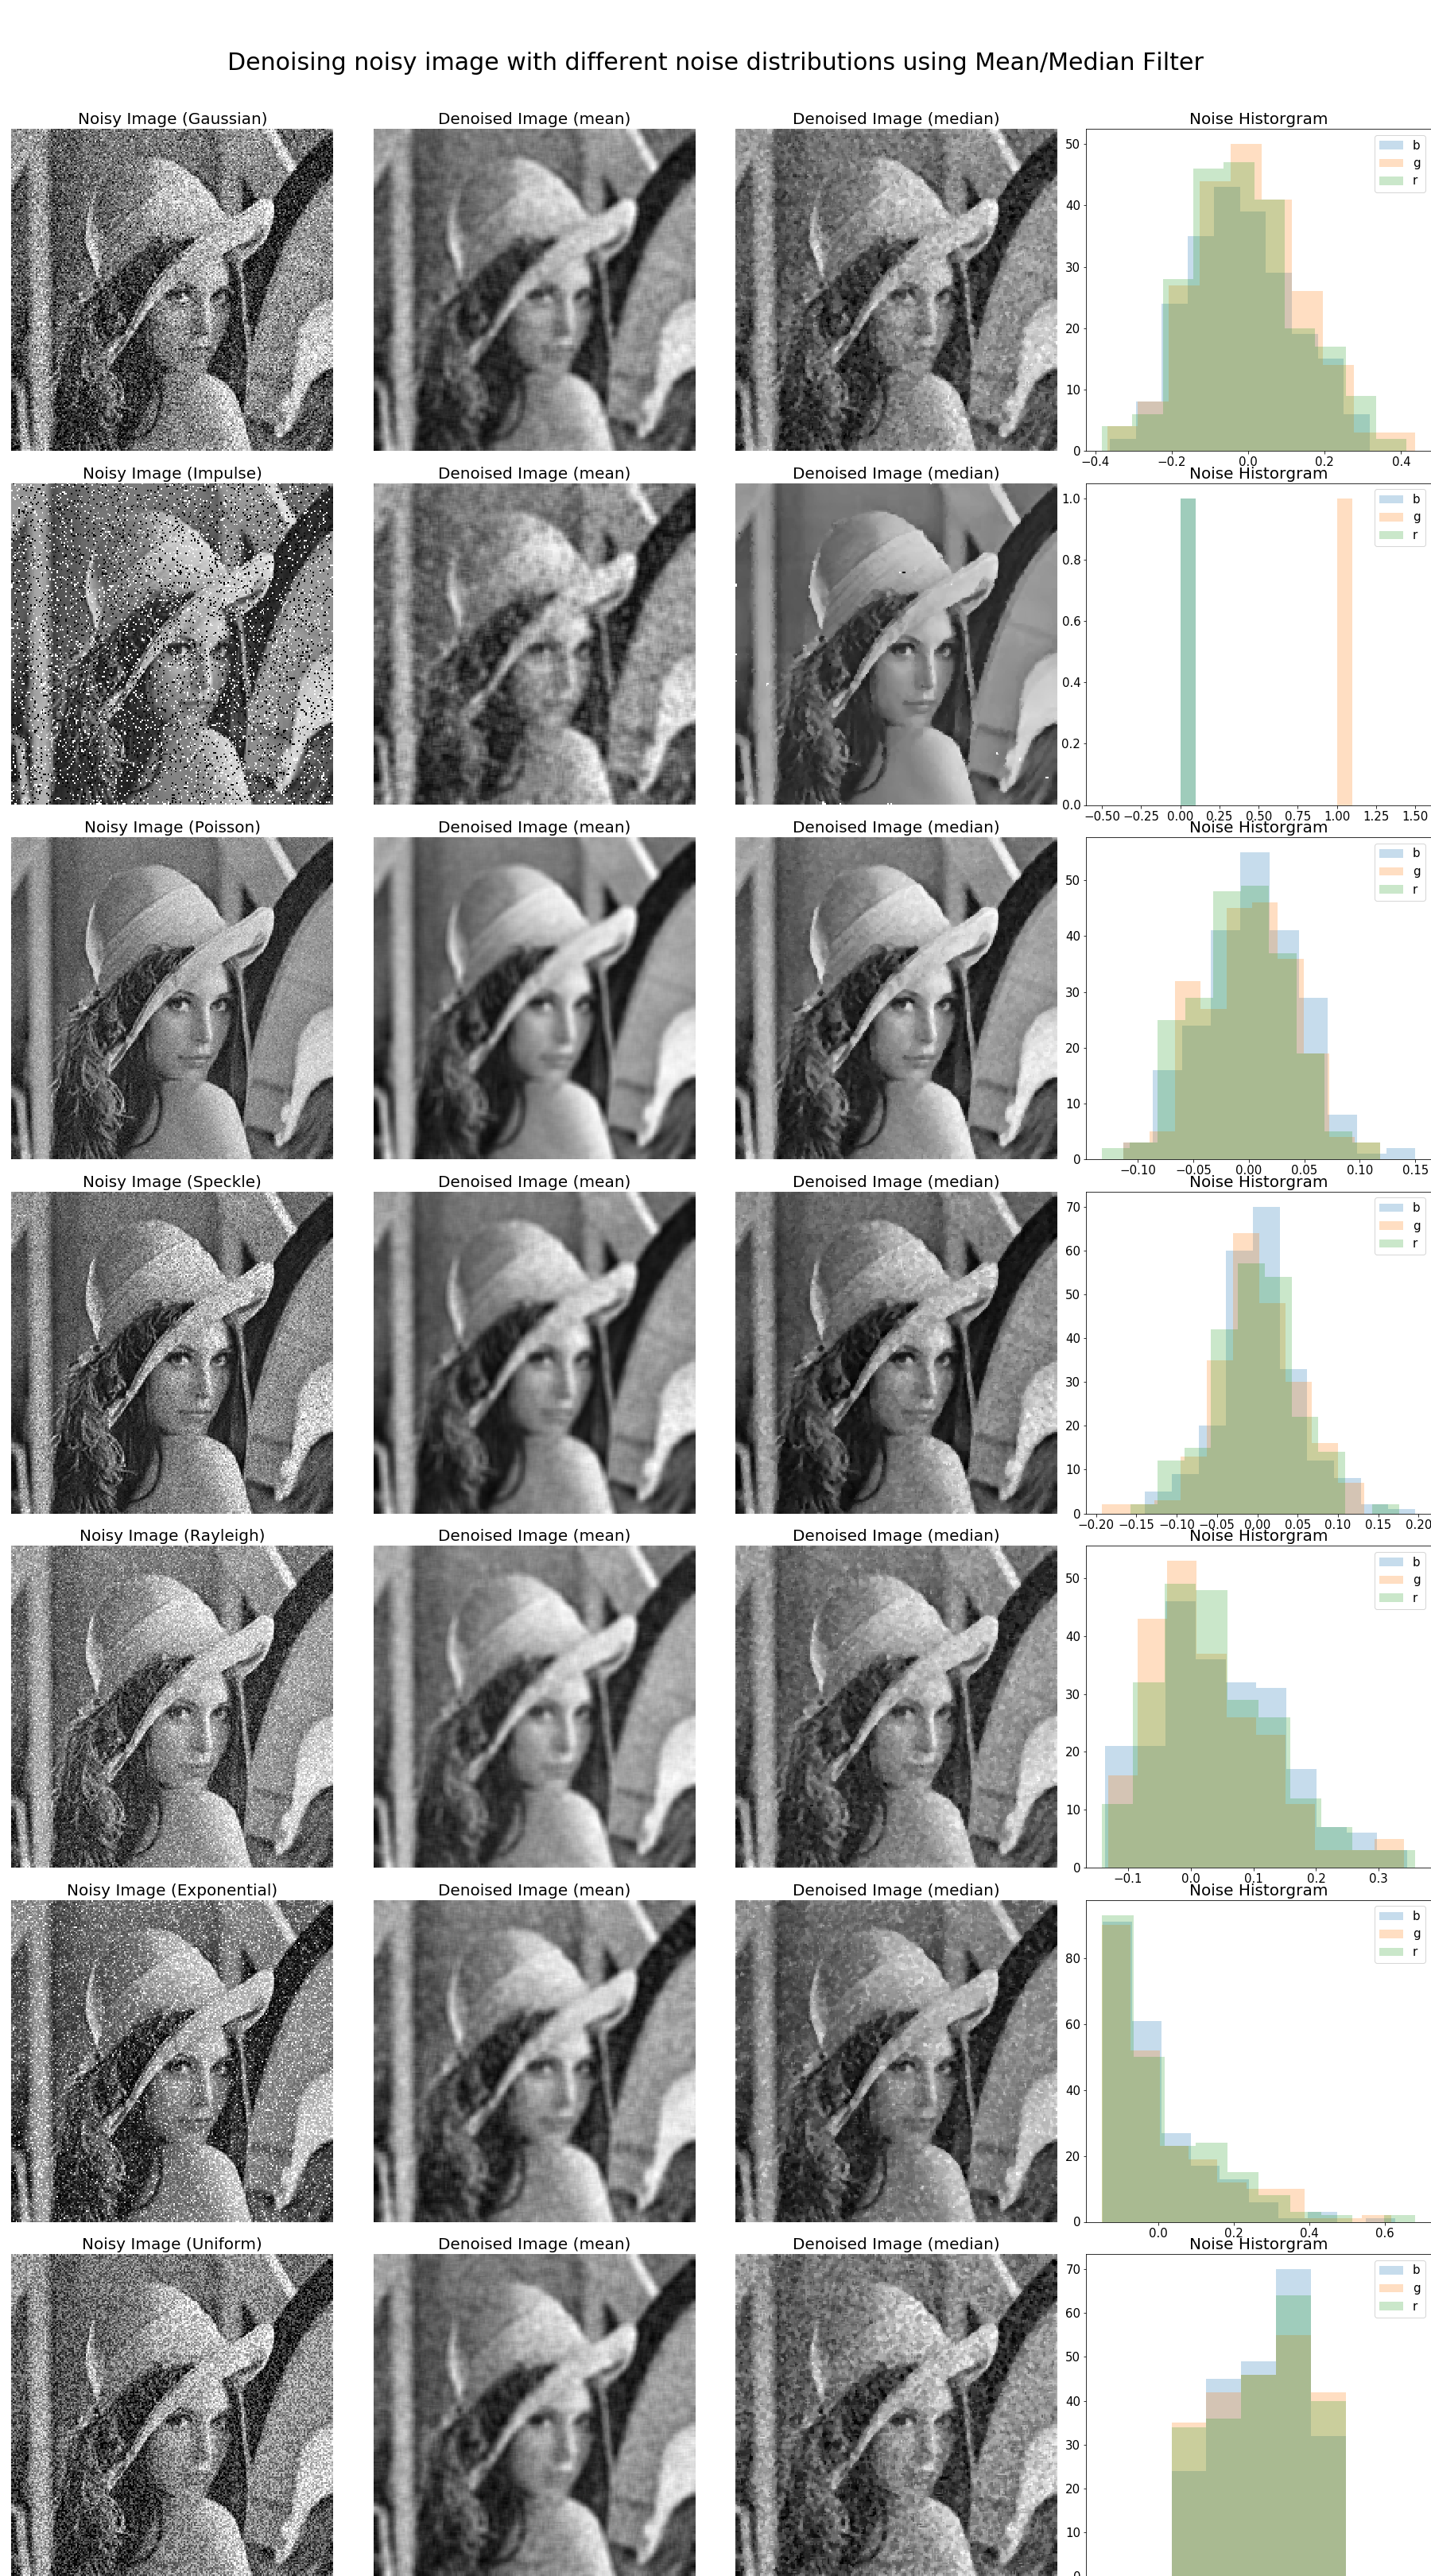 Denoising noisy image with different noise distributions using Mean/Median Filter
Noisy Image (Gaussian)
Denoised Image (mean)
Denoised Image (median)
Noise Historgram
50
40
30
20
10
0
b
g
r
−0.4 −0.2 0.0 0.2 0.4
Noisy Image (Impulse)
Denoised Image (mean)
Denoised Image (median)
Noise Historgram
1.0
0.8
0.6
0.4
0.2
0.0
b
g
r
−0.50 −0.25 0.00 0.25 0.50 0.75 1.00 1.25 1.50
Noisy Image (Poisson)
Denoised Image (mean)
Denoised Image (median)
Noise Historgram
50
40
30
20
10
0
b
g
r
−0.10 −0.05 0.00 0.05 0.10 0.15
Noisy Image (Speckle)
Denoised Image (mean)
Denoised Image (median)
Noise Historgram
70
60
50
40
30
20
10
0
b
g
r
−0.20 −0.15 −0.10 −0.05 0.00 0.05 0.10 0.15 0.20
Noisy Image (Rayleigh)
Denoised Image (mean)
Denoised Image (median)
Noise Historgram
50
40
30
20
10
0
b
g
r
−0.1 0.0 0.1 0.2 0.3
Noisy Image (Exponential)
Denoised Image (mean)
Denoised Image (median)
Noise Historgram
80
60
40
20
0
b
g
r
0.0 0.2 0.4 0.6
Noisy Image (Uniform)
Denoised Image (mean)
Denoised Image (median)
Noise Historgram
70
60
50
40
30
20
10
b
g
r